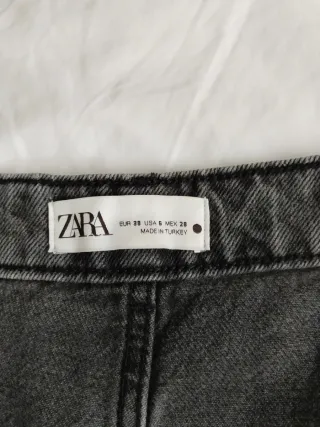 ZARA
EUR 38 USA 6 MEX 28
MADE IN TURKEY